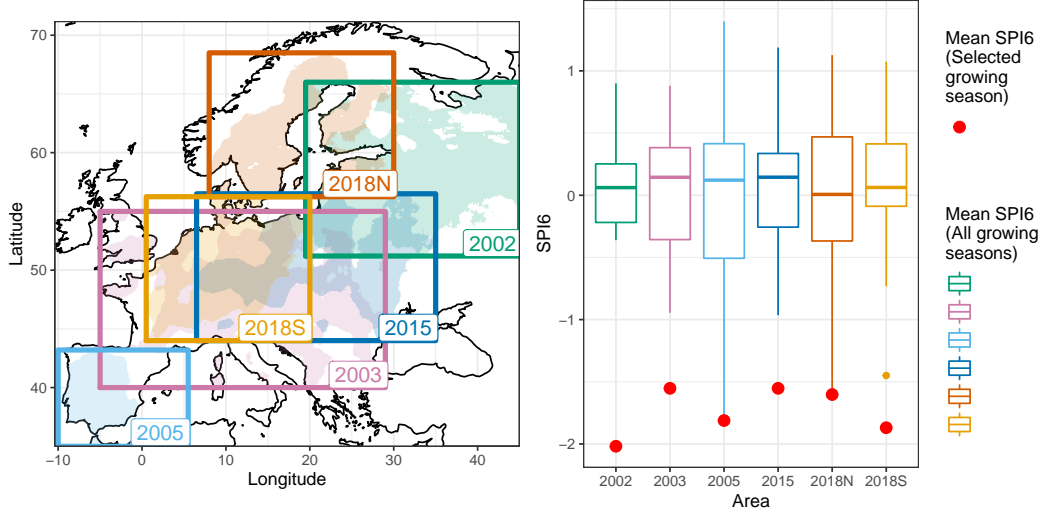 70
60
50
40
Latitude
−10
0
10
20
30
40
Longitude
2018N
2002
2018S
2015
2003
2005
1
0
−1
−2
SPI6
2002
2003
2005
2015
2018N
2018S
Area
Mean SPI6
(Selected
growing
season)
Mean SPI6
(All growing
seasons)